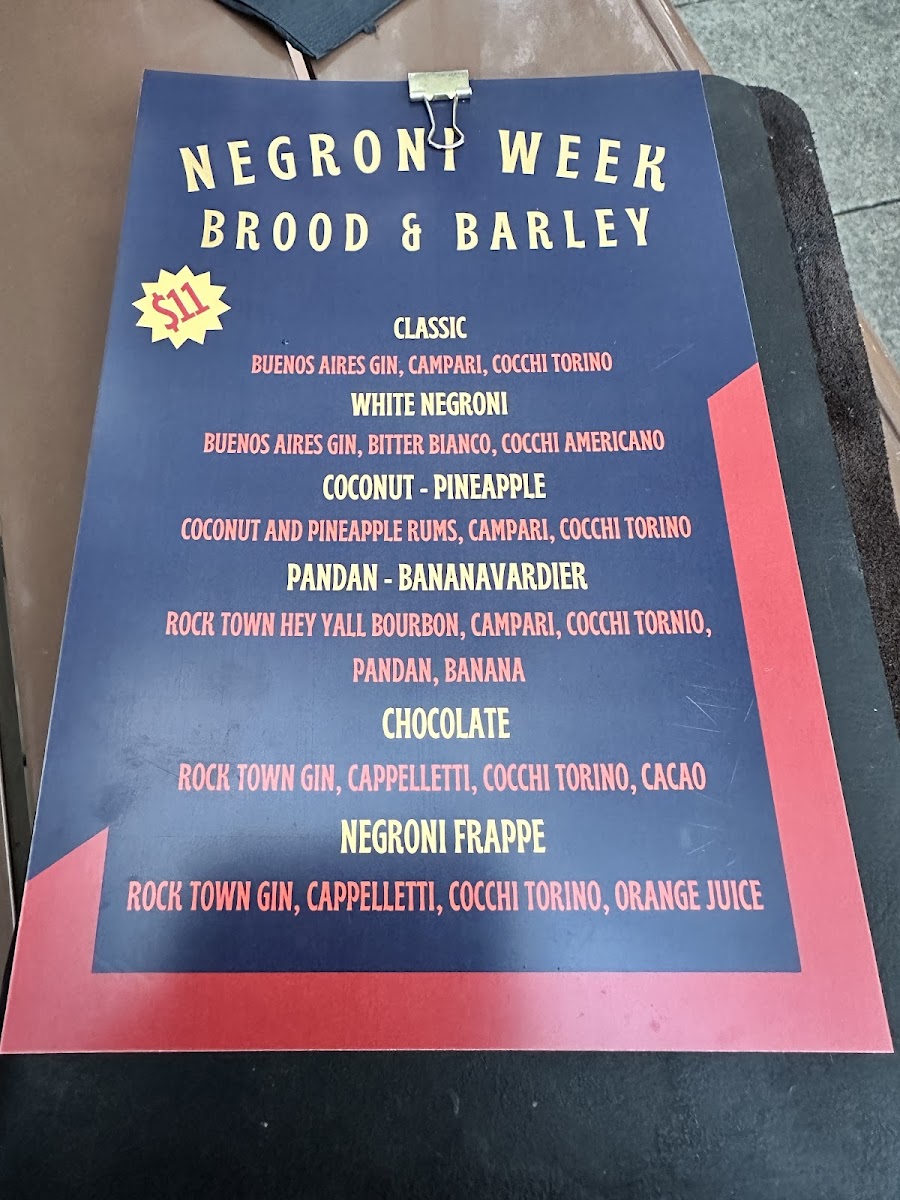 NEGRONI WEEK
BROOD & BARLEY
$11
CLASSIC
BUENOS AIRES GIN, CAMPARI, COCCHI TORINO
WHITE NEGRONI
BUENOS AIRES GIN, BITTER BIANCO, COCCHI AMERICANO
COCONUT - PINEAPPLE
COCONUT AND PINEAPPLE RUMS, CAMPARI, COCCHI TORINO
PANDAN - BANANAVARDIER
ROCK TOWN HEY YALL BOURBON, CAMPARI, COCCHI TORNIO,
PANDAN, BANANA
CHOCOLATE
ROCK TOWN GIN, CAPPELLETTI, COCCHI TORINO, CACAO
NEGRONI FRAPPE
ROCK TOWN GIN, CAPPELLETTI, COCCHI TORINO, ORANGE JUICE